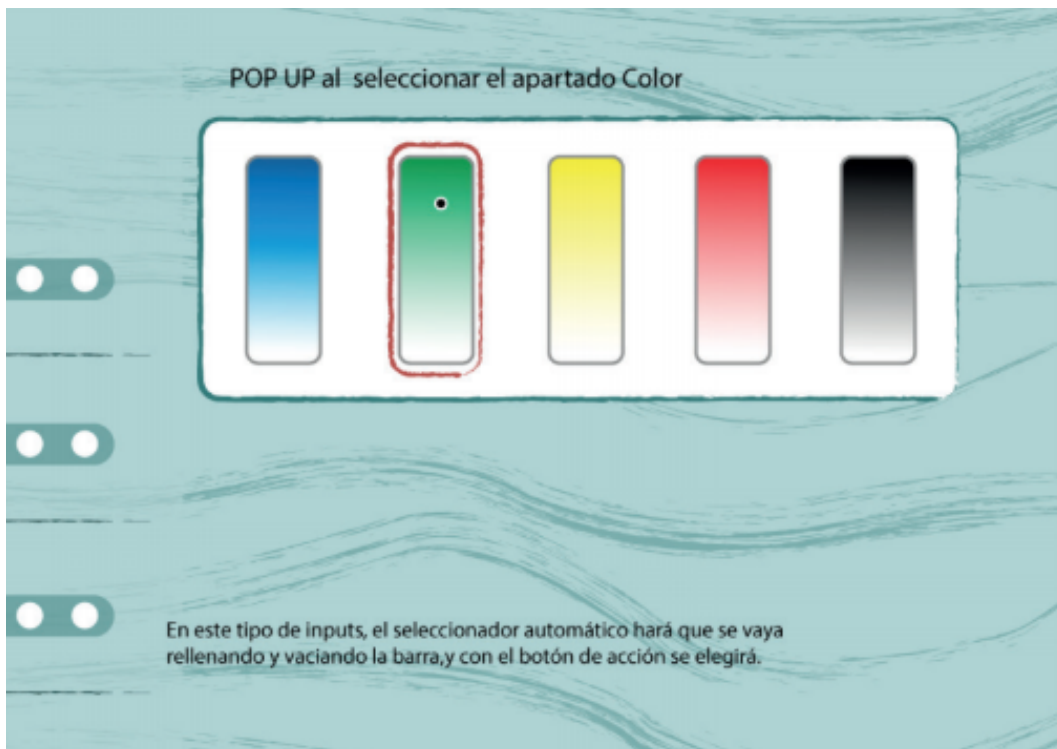 POP UP al seleccionar el apartado Color
En este tipo de inputs, el seleccionador automático hará que se vaya
rellenando y vaciando la barra,y con el botón de acción se elegirá.